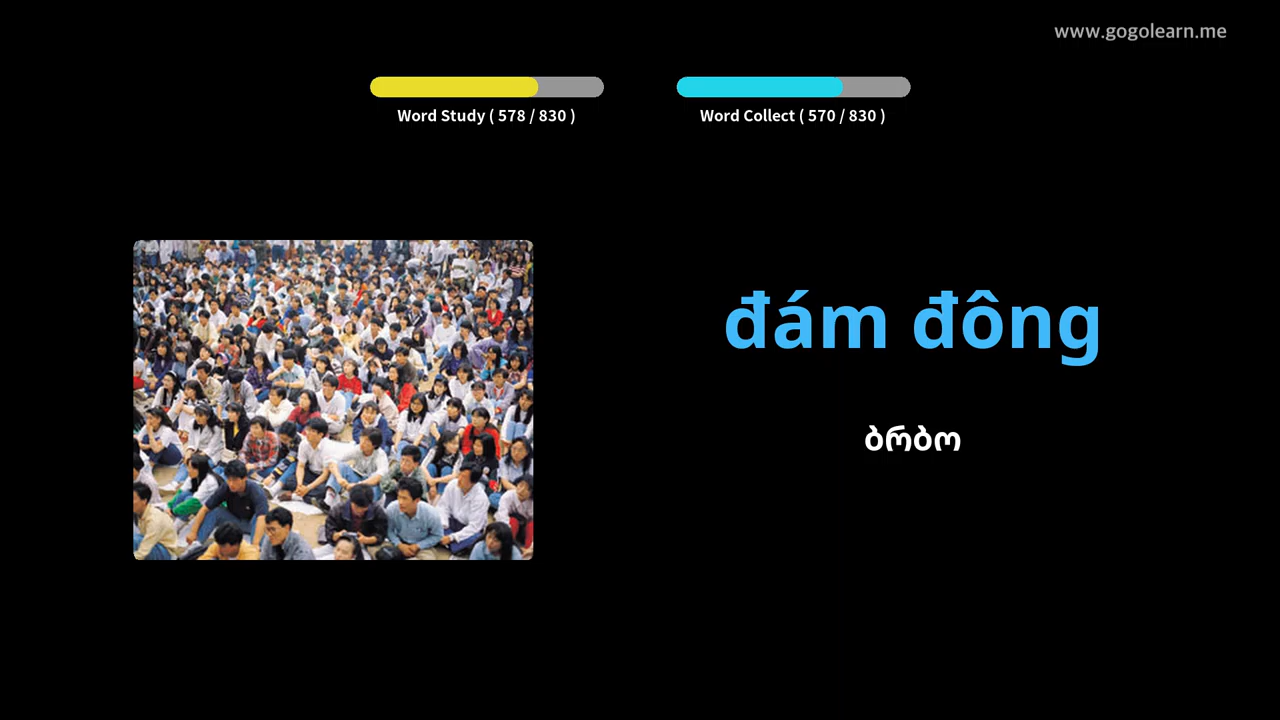 www.gogolearn.me
Word Study ( 578 / 830 )
Word Collect ( 570 / 830 )
đám đông
ბრბო